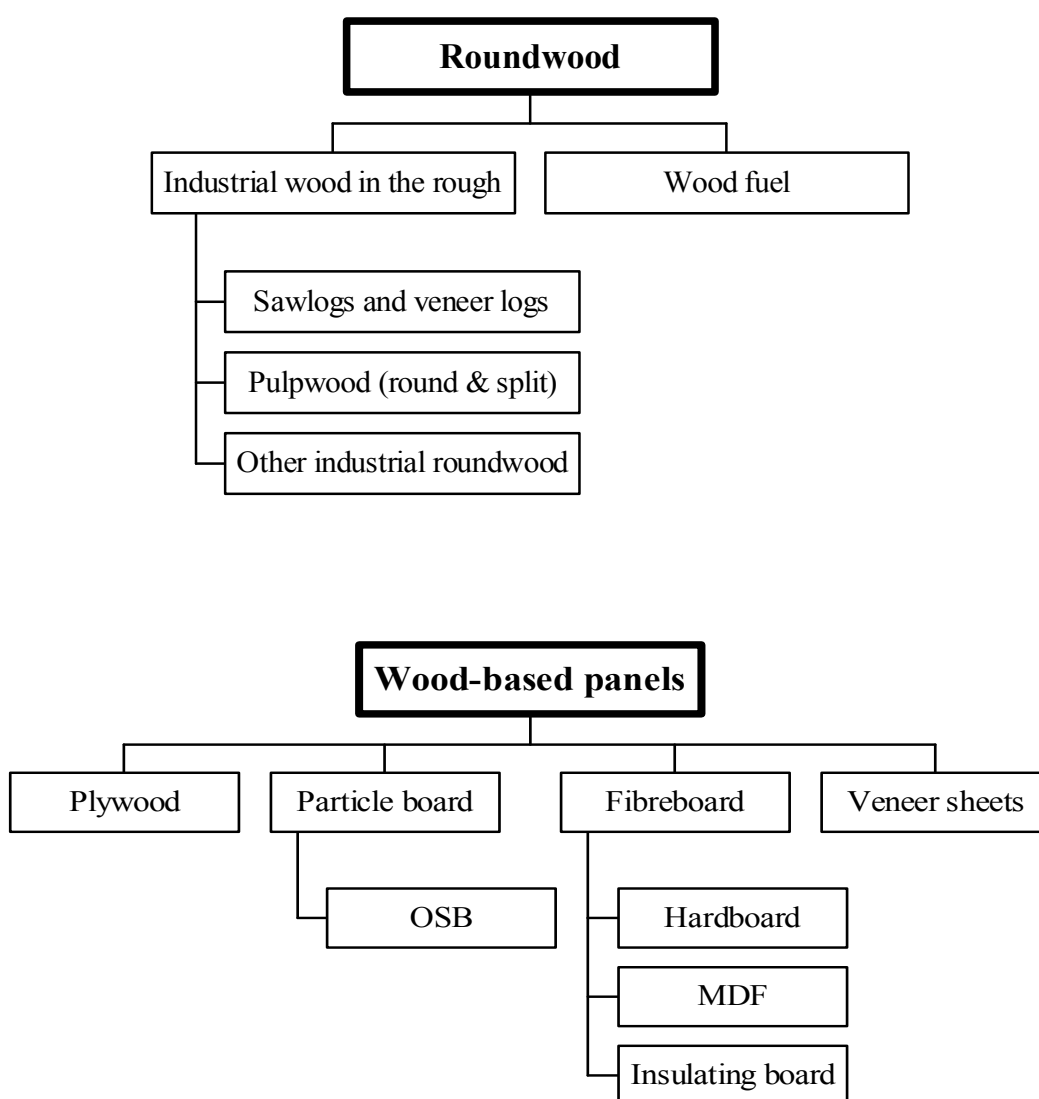 Roundwood
Industrial wood in the rough
Wood fuel
Sawlogs and veneer logs
Pulpwood (round & split)
Other industrial roundwood
Wood-based panels
Plywood
Particle board
Fibreboard
Veneer sheets
OSB
Hardboard
MDF
Insulating board